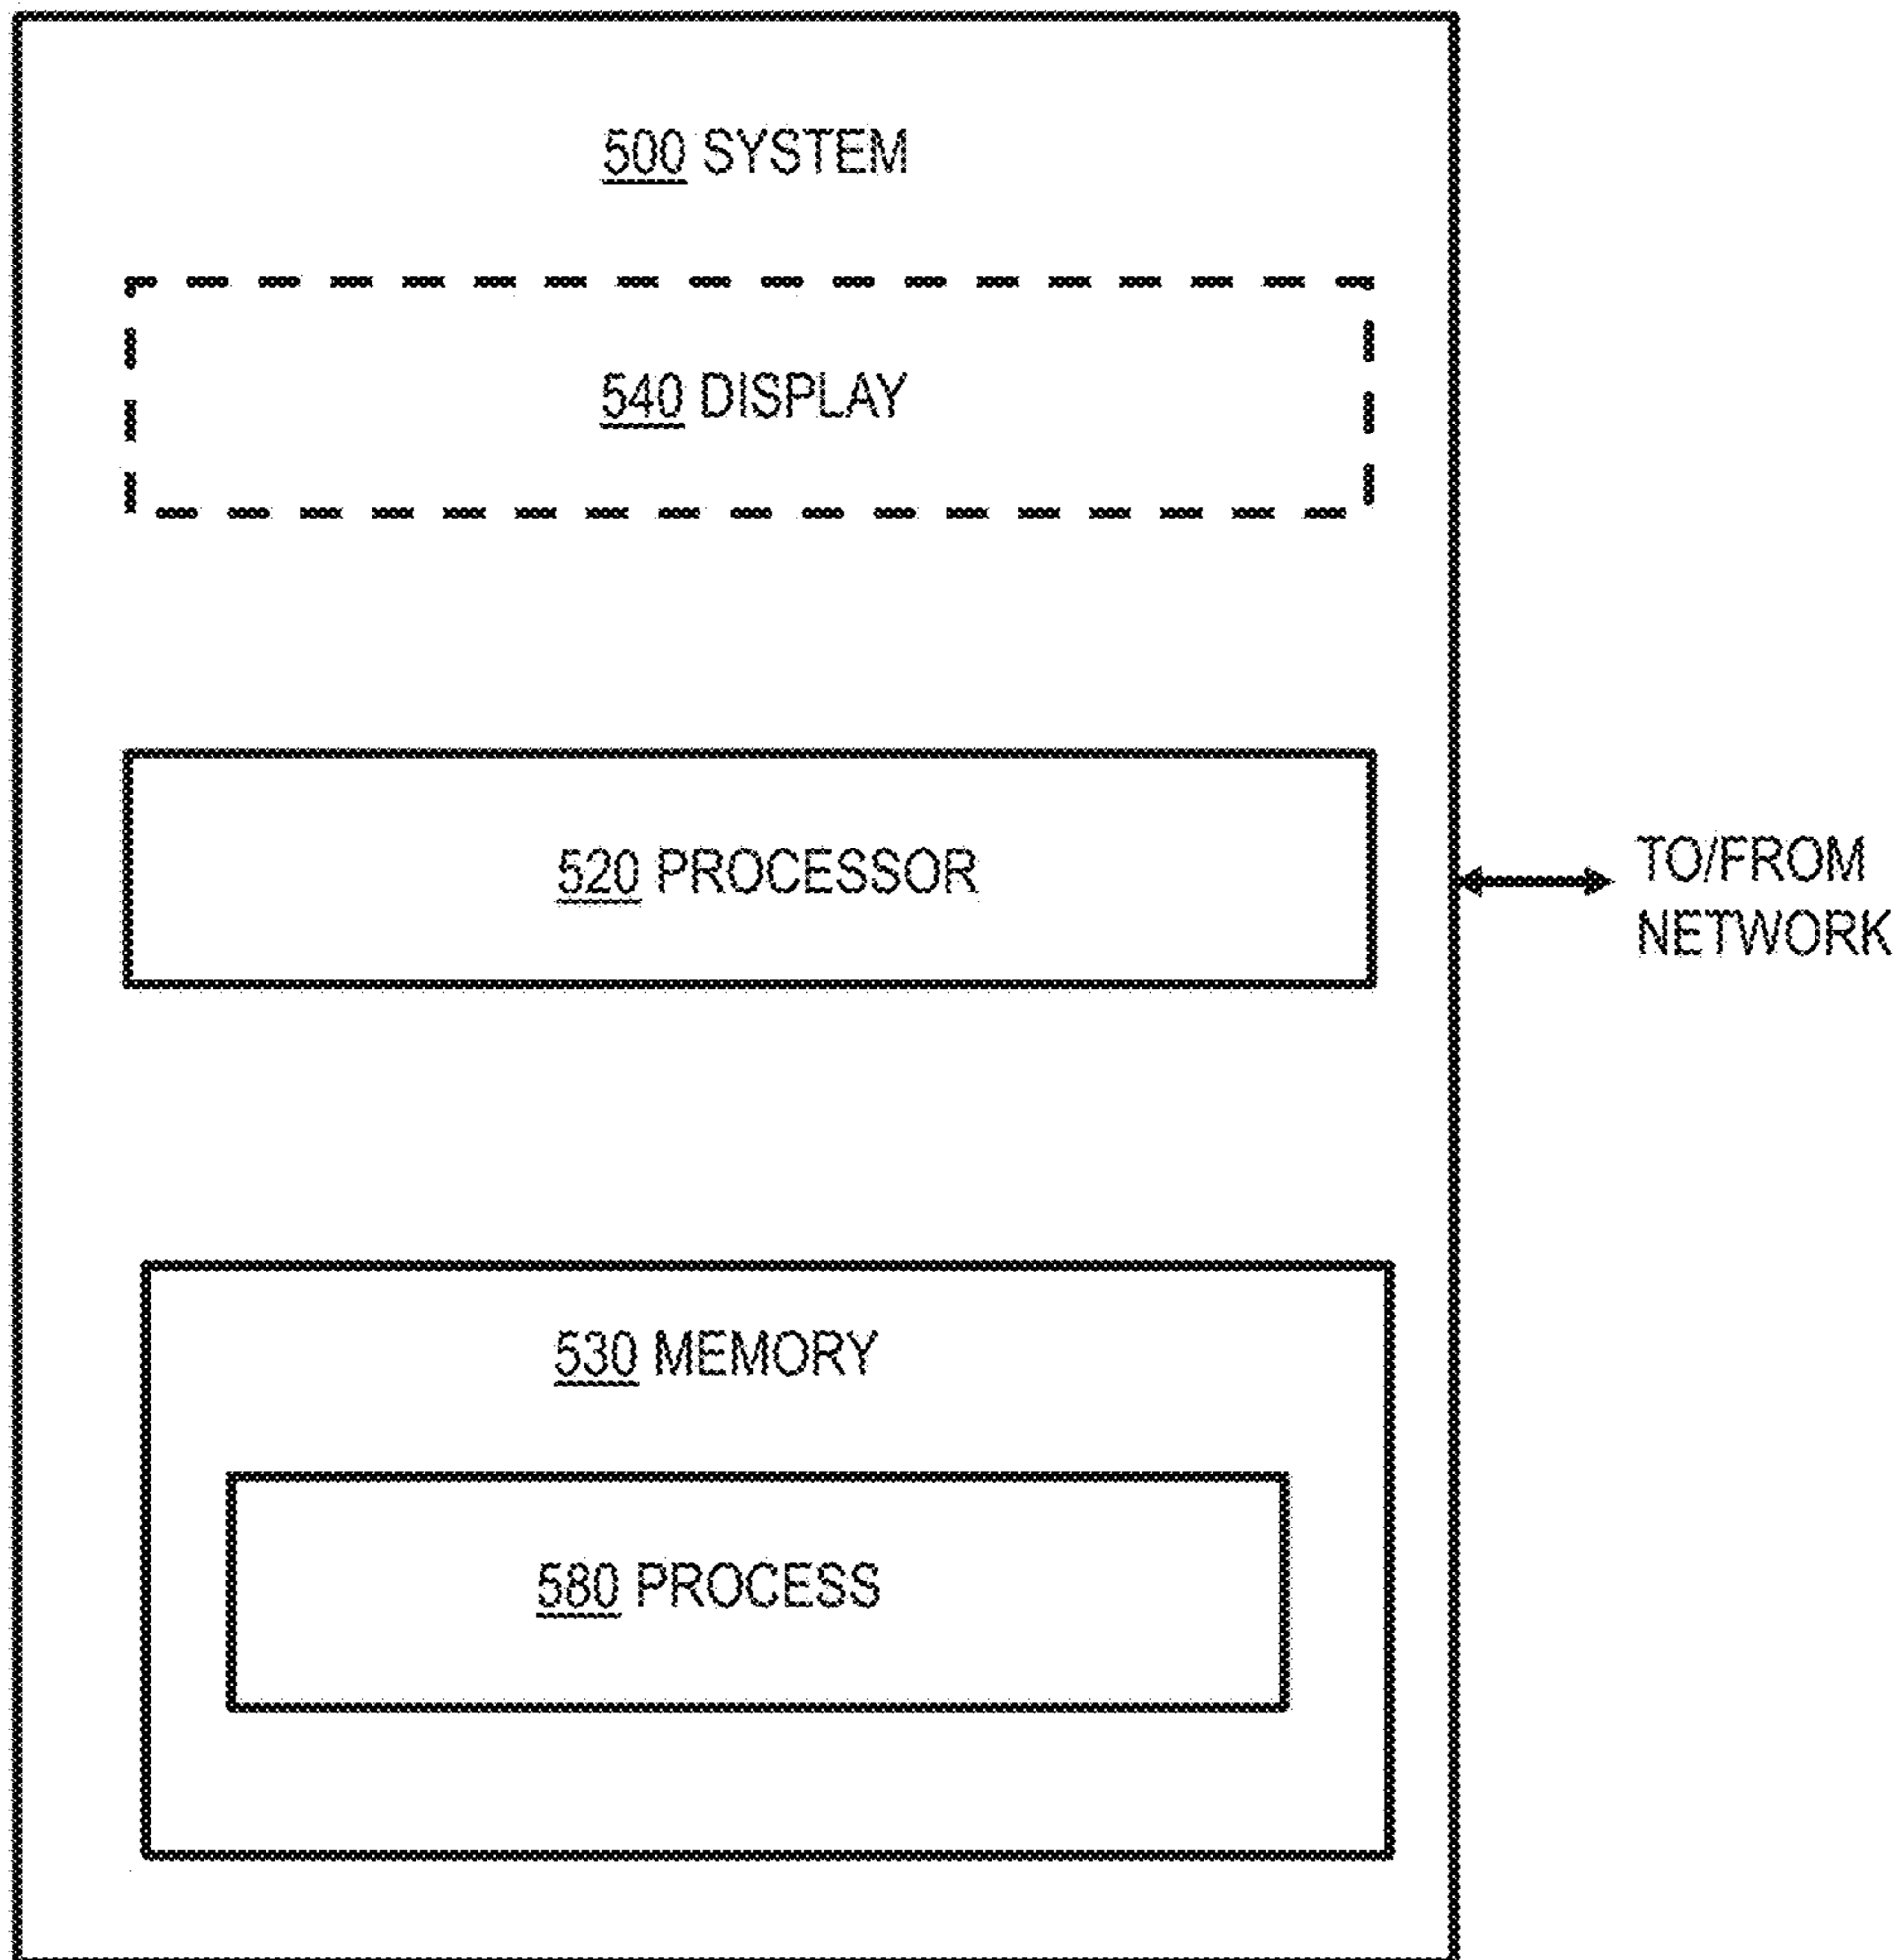 500 SYSTEM
540 DISPLAY
520 PROCESSOR
TO/FROM
NETWORK
530 MEMORY
580 PROCESS